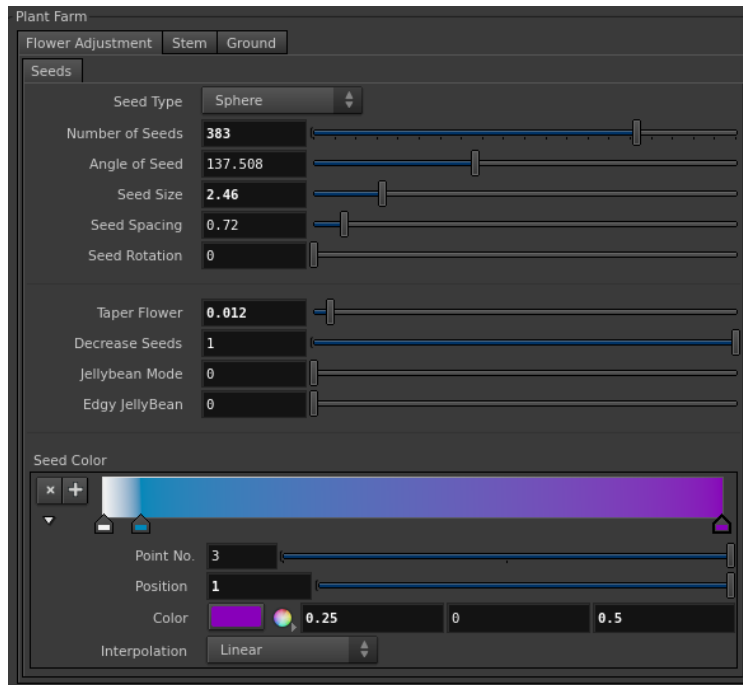 Plant Farm
Flower Adjustment Stem Ground
Seeds
Seed Type Sphere
Number of Seeds 383
Angle of Seed 137.508
Seed Size 2.46
Seed Spacing 0.72
Seed Rotation 0
Taper Flower 0.012
Decrease Seeds 1
Jellybean Mode 0
Edgy JellyBean 0
Seed Color
Point No. 3
Position 1
Color 0.25 0 0.5
Interpolation Linear